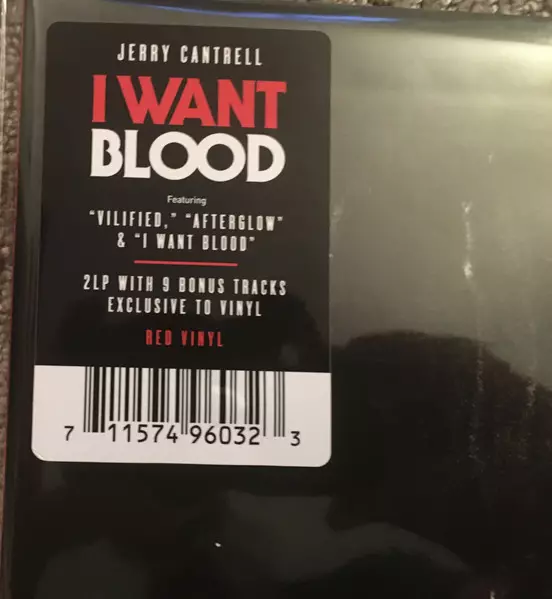 JERRY CANTRELL
I WANT
BLOOD
Featuring
"VILIFIED," "AFTERGLOW"
& "I WANT BLOOD"
2LP WITH 9 BONUS TRACKS
EXCLUSIVE TO VINYL
RED VINYL
7 11574 96032 3